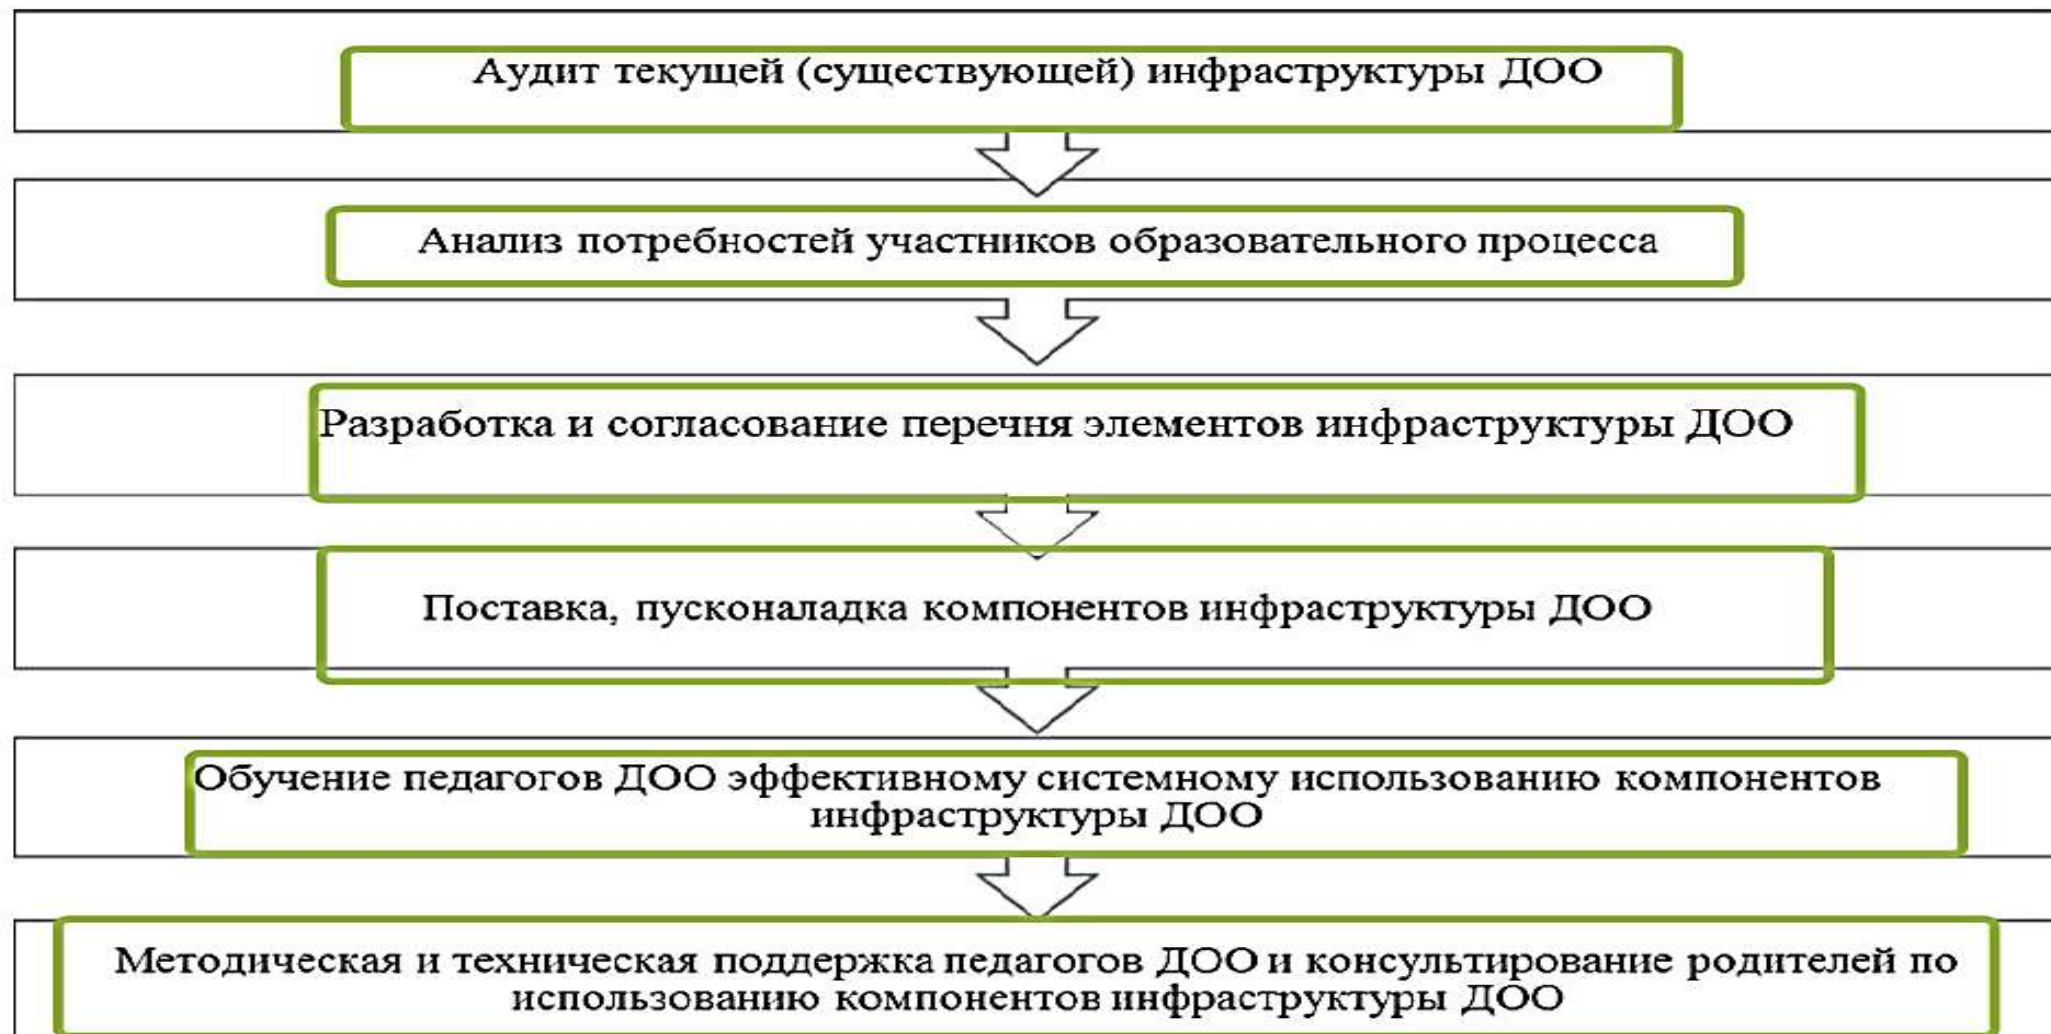 Аудит текущей (существующей) инфраструктуры ДОО
Анализ потребностей участников образовательного процесса
Разработка и согласование перечня элементов инфраструктуры ДОО
Поставка, пусконаладка компонентов инфраструктуры ДОО
Обучение педагогов ДОО эффективному системному использованию компонентов
инфраструктуры ДОО
Методическая и техническая поддержка педагогов ДОО и консультирование родителей по
использованию компонентов инфраструктуры ДОО